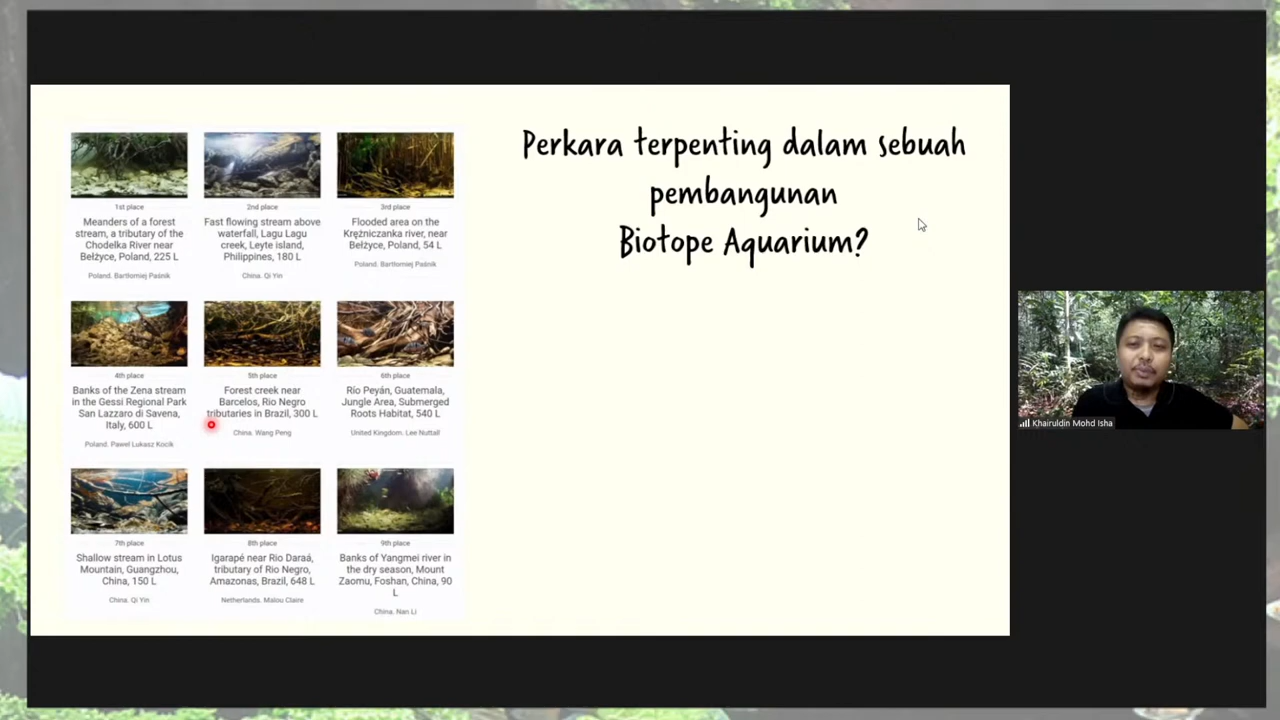 Perkara terpenting dalam sebuah
pembangunan
Biotope Aquarium?
1st place
Meanders of a forest
stream, a tributary of the
Chodelka River near
Bełżyce, Poland, 225 L
Poland. Bartłomiej Paśnik
2nd place
Fast flowing stream above
waterfall, Lagu Lagu
creek, Leyte island,
Philippines, 180 L
China. Qi Yin
3rd place
Flooded area on the
Krężniczanka river, near
Bełżyce, Poland, 54 L
Poland. Bartłomiej Paśnik
4th place
Banks of the Zena stream
in the Gessi Regional Park
San Lazzaro di Savena,
Italy, 600 L
Poland. Paweł Lukasz Kocik
5th place
Forest creek near
Barcelos, Rio Negro
tributaries in Brazil, 300 L
China. Wang Peng
6th place
Río Peyán, Guatemala,
Jungle Area, Submerged
Roots Habitat, 540 L
United Kingdom. Lee Nuttall
7th place
Shallow stream in Lotus
Mountain, Guangzhou,
China, 150 L
China. Qi Yin
8th place
Igarapé near Rio Daraá,
tributary of Rio Negro,
Amazonas, Brazil, 648 L
Netherlands. Malou Claire
9th place
Banks of Yangmei river in
the dry season, Mount
Zaomu, Foshan, China, 90
L
China. Nan Li
Khairuldin Mohd Isha